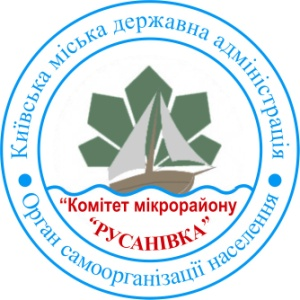 Київська міська державна адміністрація
“Комітет мікрорайону
“РУСАНІВКА”
Орган самоорганізації населення